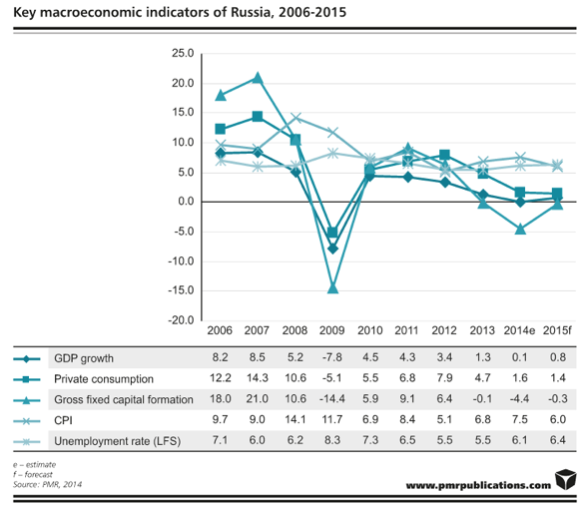 Key macroeconomic indicators of Russia, 2006-2015
25.0
20.0
15.0
10.0
5.0
0.0
-5.0
-10.0
-15.0
-20.0
2006 2007 2008 2009 2010 2011 2012 2013 2014e 2015f
GDP growth 8.2 8.5 5.2 -7.8 4.5 4.3 3.4 1.3 0.1 0.8
Private consumption 12.2 14.3 10.6 -5.1 5.5 6.8 7.9 4.7 1.6 1.4
Gross fixed capital formation 18.0 21.0 10.6 -14.4 5.9 9.1 6.4 -0.1 -4.4 -0.3
CPI 9.7 9.0 14.1 11.7 6.9 8.4 5.1 6.8 7.5 6.0
Unemployment rate (LFS) 7.1 6.0 6.2 8.3 7.3 6.5 5.5 5.5 6.1 6.4
e – estimate
f – forecast
Source: PMR, 2014
www.pmrpublications.com